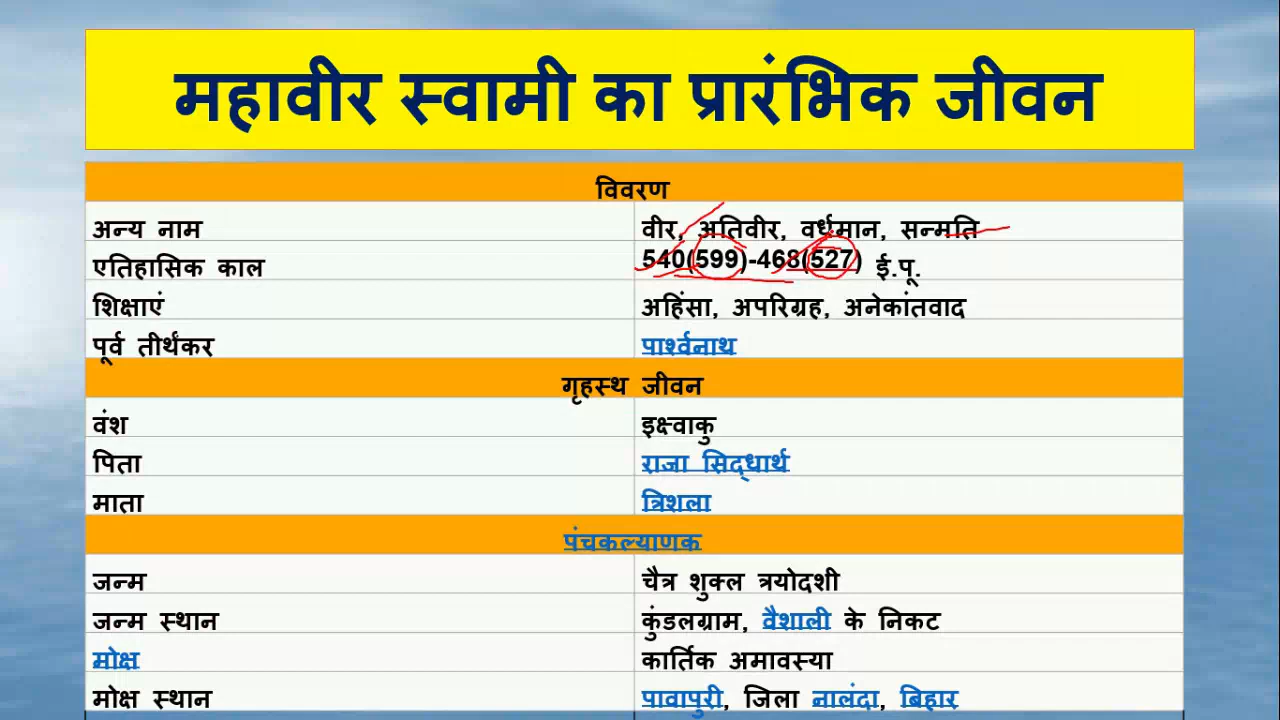 महावीर स्वामी का प्रारंभिक जीवन
विवरण
अन्य नाम वीर, अतिवीर, वर्धमान, सन्मति
एतिहासिक काल 540(599)-468(527) ई.पू.
शिक्षाएं अहिंसा, अपरिग्रह, अनेकांतवाद
पूर्व तीर्थंकर पार्श्वनाथ
गृहस्थ जीवन
वंश इक्ष्वाकु
पिता राजा सिद्धार्थ
माता त्रिशला
पंचकल्याणक
जन्म चैत्र शुक्ल त्रयोदशी
जन्म स्थान कुंडलग्राम, वैशाली के निकट
मोक्ष कार्तिक अमावस्या
मोक्ष स्थान पावापुरी, जिला नालंदा, बिहार